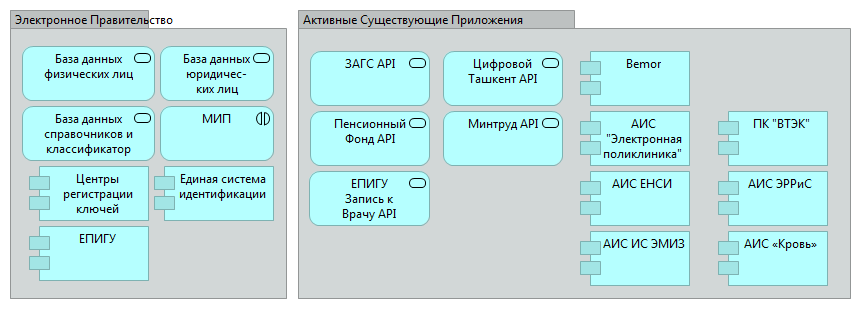 Электронное Правительство
База данных
физических лиц
База данных
юридичес-
ких лиц
База данных
справочников и
классификатор
МИП
Центры
регистрации
ключей
Единая система
идентификации
ЕПИГУ
Активные Существующие Приложения
ЗАГС API
Цифровой
Ташкент API
Bemor
Пенсионный
Фонд API
Минтруд API
АИС
"Электронная
поликлиника"
ПК "ВТЭК"
ЕПИГУ
Запись к
Врачу API
АИС ЕНСИ
АИС ЭРРиС
АИС ИС ЭМИЗ
АИС «Кровь»